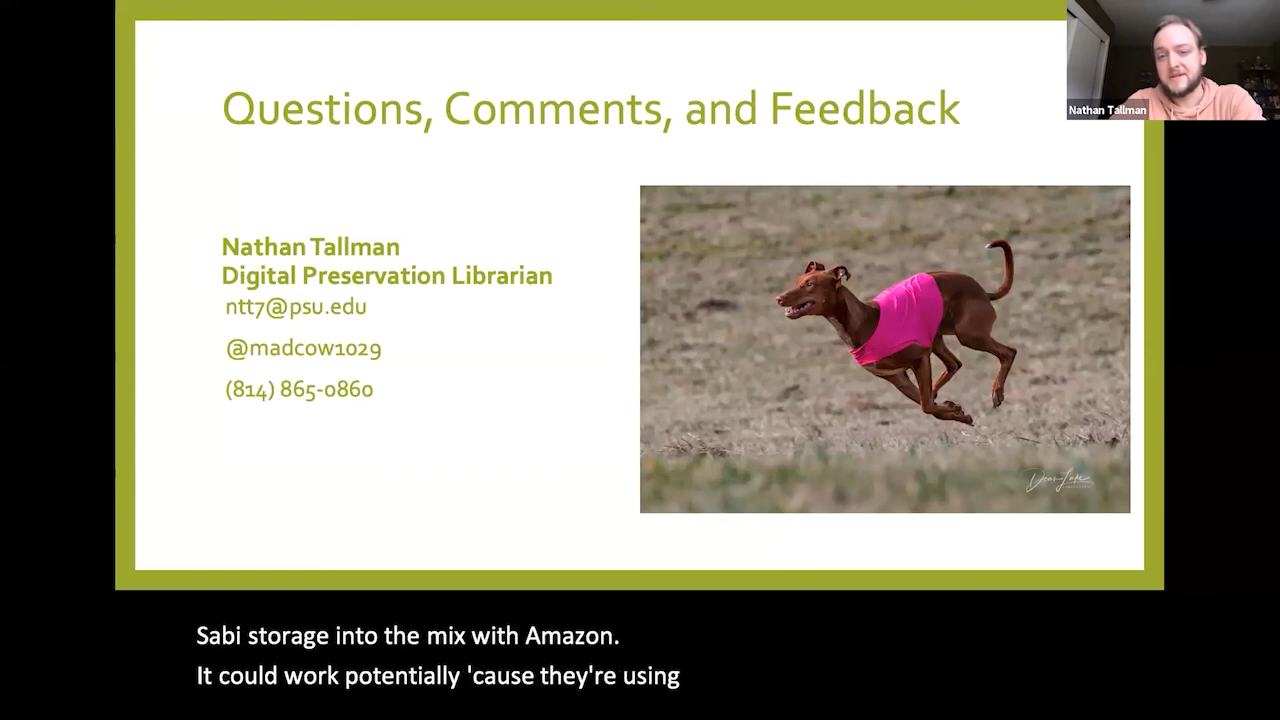 Questions, Comments, and Feedback
Nathan Tallman
Nathan Tallman
Digital Preservation Librarian
ntt7@psu.edu
@madcow1029
(814) 865-0860
Sabi storage into the mix with Amazon.
It could work potentially 'cause they're using